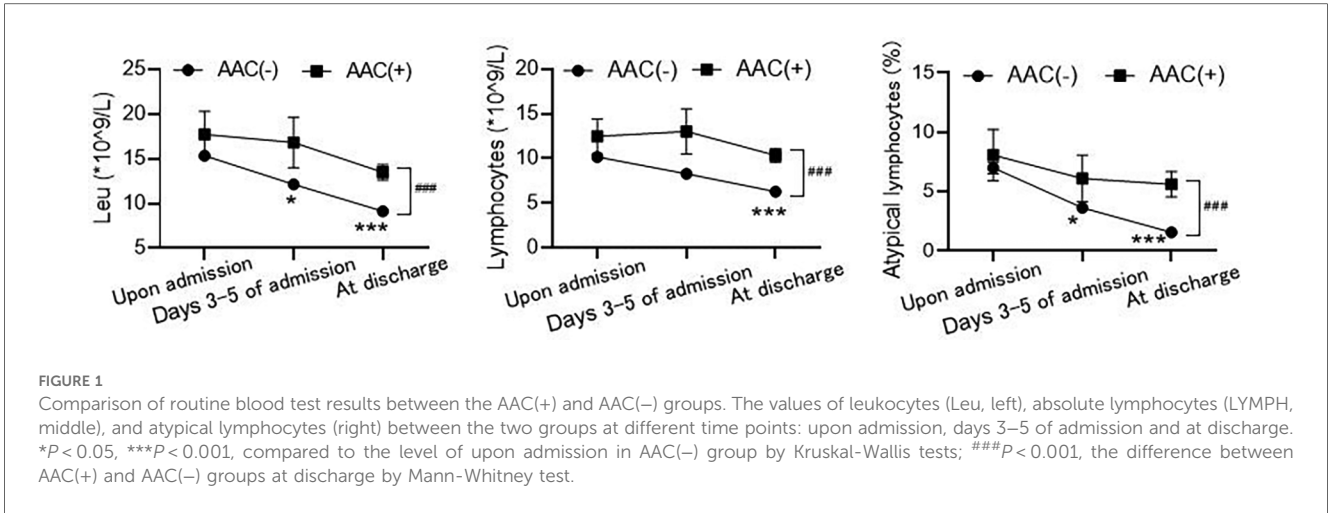 AAC(-) AAC(+)
Leu (*10^9/L)
25
20
15
10
5
*
***
###
Upon admission
Days 3-5 of admission
At discharge
AAC(-) AAC(+)
Lymphocytes (*10^9/L)
20
15
10
5
0
***
###
Upon admission
Days 3-5 of admission
At discharge
AAC(-) AAC(+)
Atypical lymphocytes (%)
15
10
5
0
*
***
###
Upon admission
Days 3-5 of admission
At discharge
FIGURE 1
Comparison of routine blood test results between the AAC(+) and AAC(−) groups. The values of leukocytes (Leu, left), absolute lymphocytes (LYMPH,
middle), and atypical lymphocytes (right) between the two groups at different time points: upon admission, days 3–5 of admission and at discharge.
*P < 0.05, ***P < 0.001, compared to the level of upon admission in AAC(−) group by Kruskal-Wallis tests; ###P < 0.001, the difference between
AAC(+) and AAC(−) groups at discharge by Mann-Whitney test.